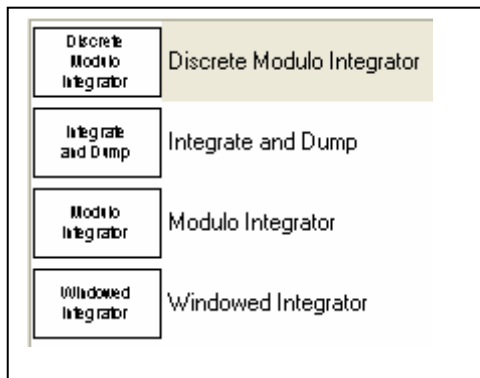 Discrete
Modulo
Integrator
Discrete Modulo Integrator
Integrate
and Dump
Integrate and Dump
Modulo
Integrator
Modulo Integrator
Windowed
Integrator
Windowed Integrator